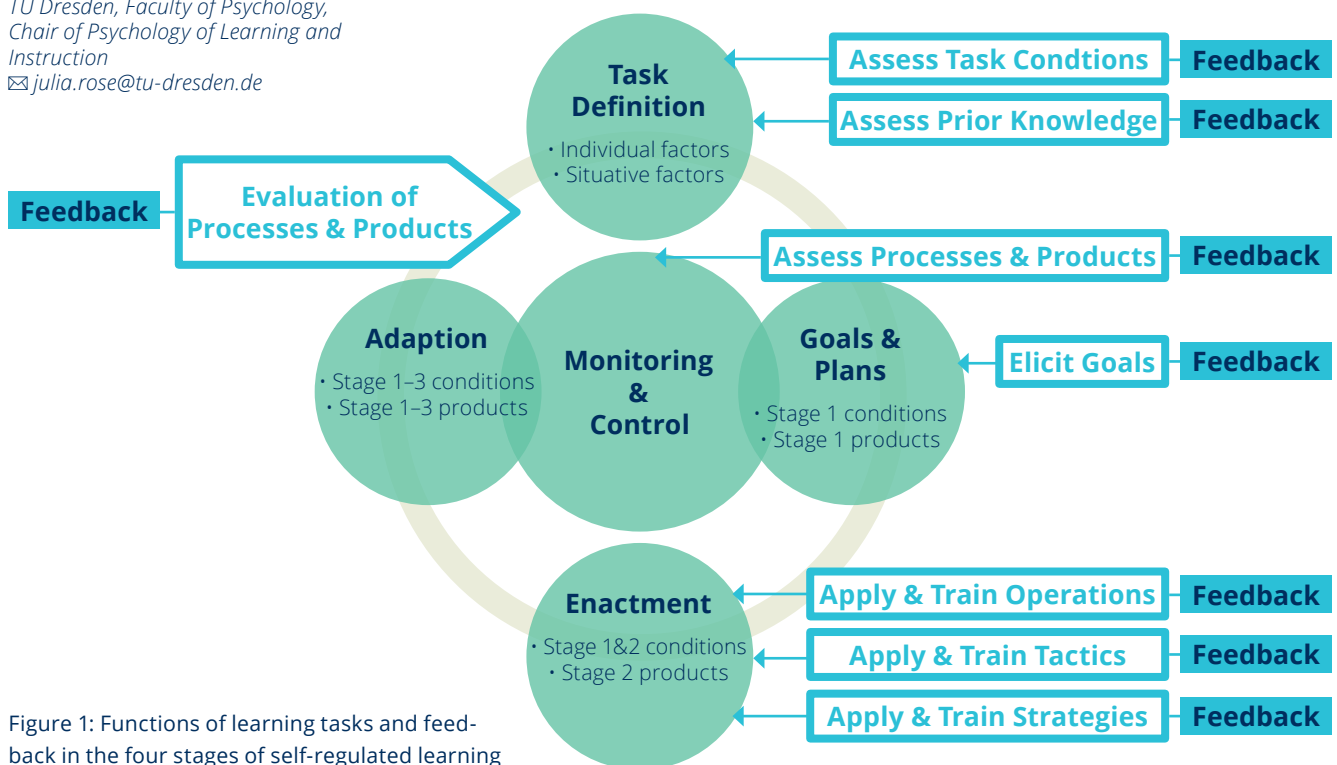 TU Dresden, Faculty of Psychology,
Chair of Psychology of Learning and
Instruction
✉ julia.rose@tu-dresden.de
Task
Definition
• Individual factors
• Situative factors
Assess Task Condtions
Feedback
Assess Prior Knowledge
Feedback
Feedback
Evaluation of
Processes & Products
Assess Processes & Products
Feedback
Adaption
• Stage 1–3 conditions
• Stage 1–3 products
Monitoring
&
Control
Goals &
Plans
• Stage 1 conditions
• Stage 1 products
Elicit Goals
Feedback
Enactment
• Stage 1&2 conditions
• Stage 2 products
Apply & Train Operations
Feedback
Apply & Train Tactics
Feedback
Apply & Train Strategies
Feedback
Figure 1: Functions of learning tasks and feed-
back in the four stages of self-regulated learning